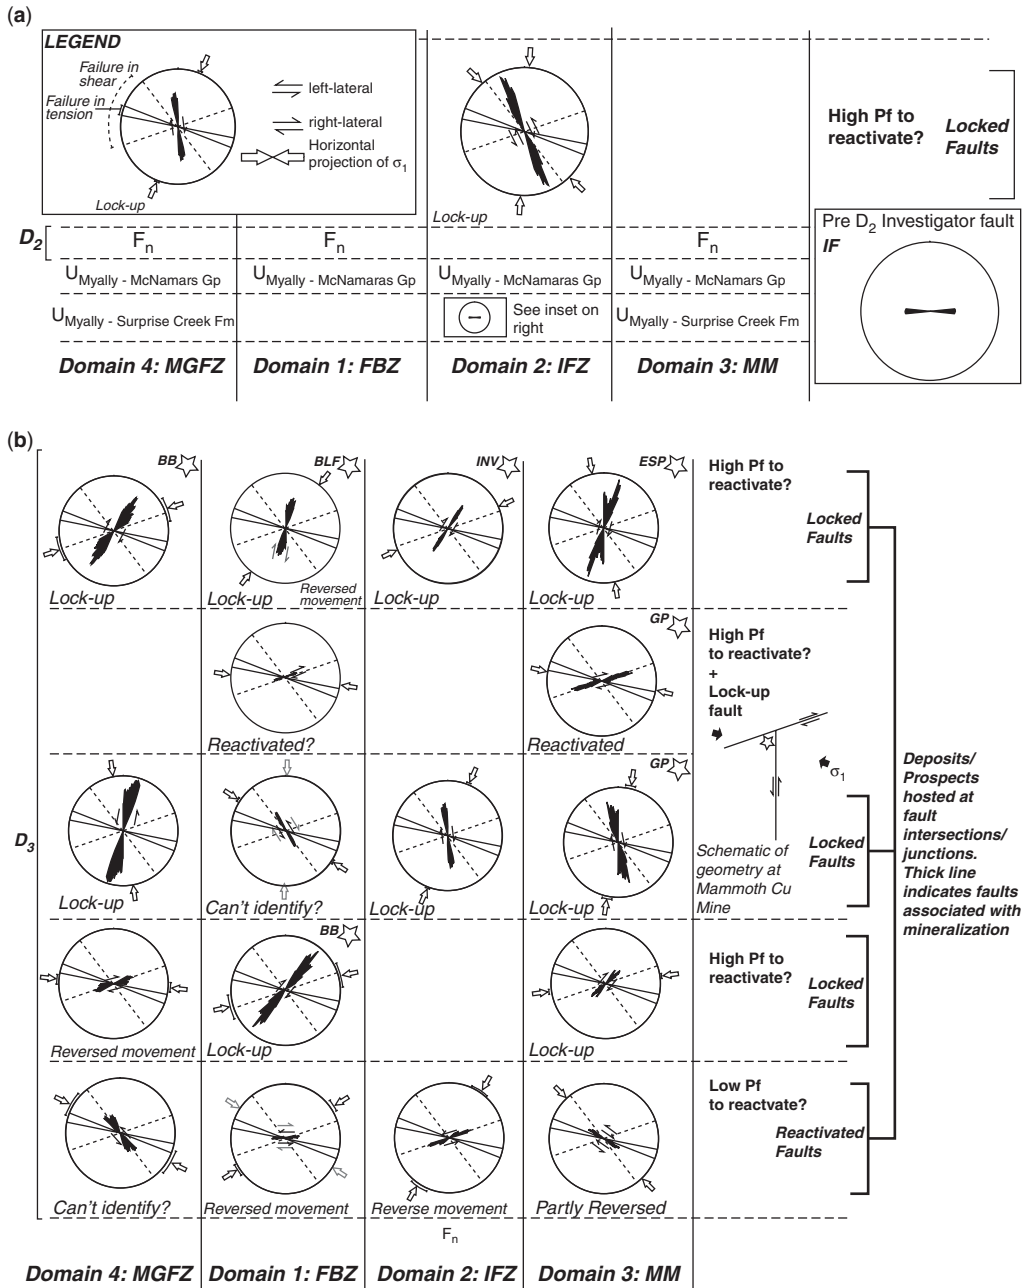 (a)
LEGEND
Failure in
shear
Failure in
tension
left-lateral
right-lateral
Horizontal
projection of σ1
Lock-up
Lock-up
High Pf to
reactivate?
Locked
Faults
D2
Fn
Fn
Fn
UMyally - McNamars Gp
UMyally - McNamaras Gp
UMyally - McNamaras Gp
UMyally - McNamaras Gp
UMyally - Surprise Creek Fm
See inset on
right
UMyally - Surprise Creek Fm
Domain 4: MGFZ
Domain 1: FBZ
Domain 2: IFZ
Domain 3: MM
Pre D2 Investigator fault
IF
(b)
BB
BLF
INV
ESP
High Pf to
reactivate?
Locked
Faults
Lock-up
Lock-up
Reversed
movement
Lock-up
Lock-up
GP
High Pf
to reactivate?
+
Lock-up
fault
Reactivated?
Reactivated
σ1
Deposits/
Prospects
hosted at
fault
intersections/
junctions.
Thick line
indicates faults
associated with
mineralization
D3
GP
Lock-up
Can't identify?
Lock-up
Lock-up
Schematic of
geometry at
Mammoth Cu
Mine
Locked
Faults
BB
High Pf to
reactivate?
Locked
Faults
Reversed movement
Lock-up
Lock-up
Low Pf
to reactvate?
Reactivated
Faults
Can't identify?
Reversed movement
Reverse movement
Partly Reversed
Fn
Domain 4: MGFZ
Domain 1: FBZ
Domain 2: IFZ
Domain 3: MM